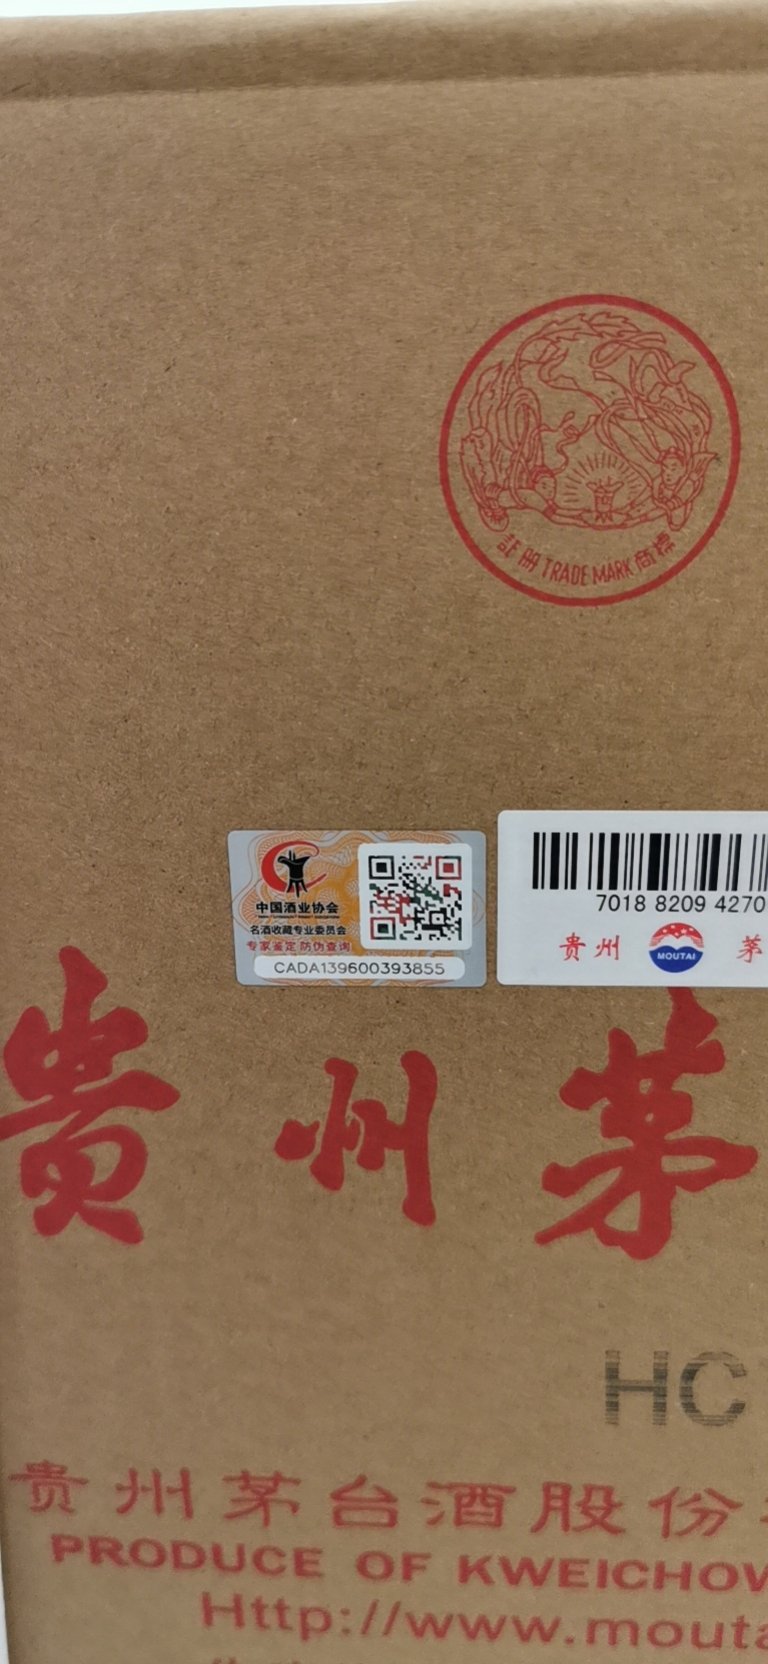 註册 TRADE MARK 商標
中国酒业协会
名酒收藏专业委员会
专家鉴定 防伪查询
CADA139600393855
7018 8209 4270
贵州 MOUTAI 茅
贵州茅
HC
贵州茅台酒股份
PRODUCE OF KWEICHOW
Http://www.mouta